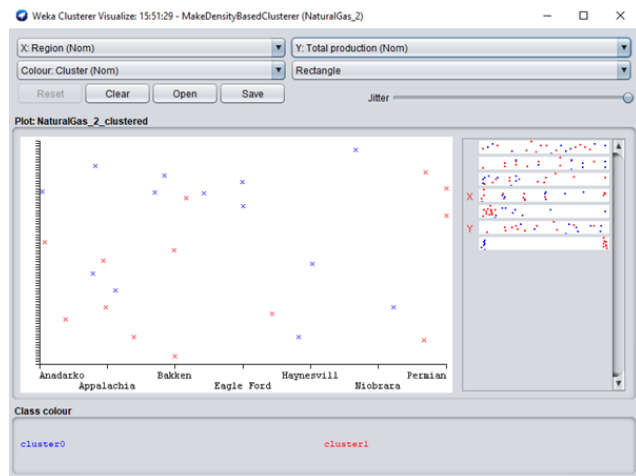 Weka Clusterer Visualize: 15:51:29 - MakeDensityBasedClusterer (NaturalGas_2)
X: Region (Nom)
Y: Total production (Nom)
Colour: Cluster (Nom)
Rectangle
Reset
Clear
Open
Save
Jitter
Plot: NaturalGas_2_clustered
X
Y
Anadarko
Bakken
Haynesvill
Permian
Appalachia
Eagle Ford
Niobrara
Class colour
cluster0
cluster1